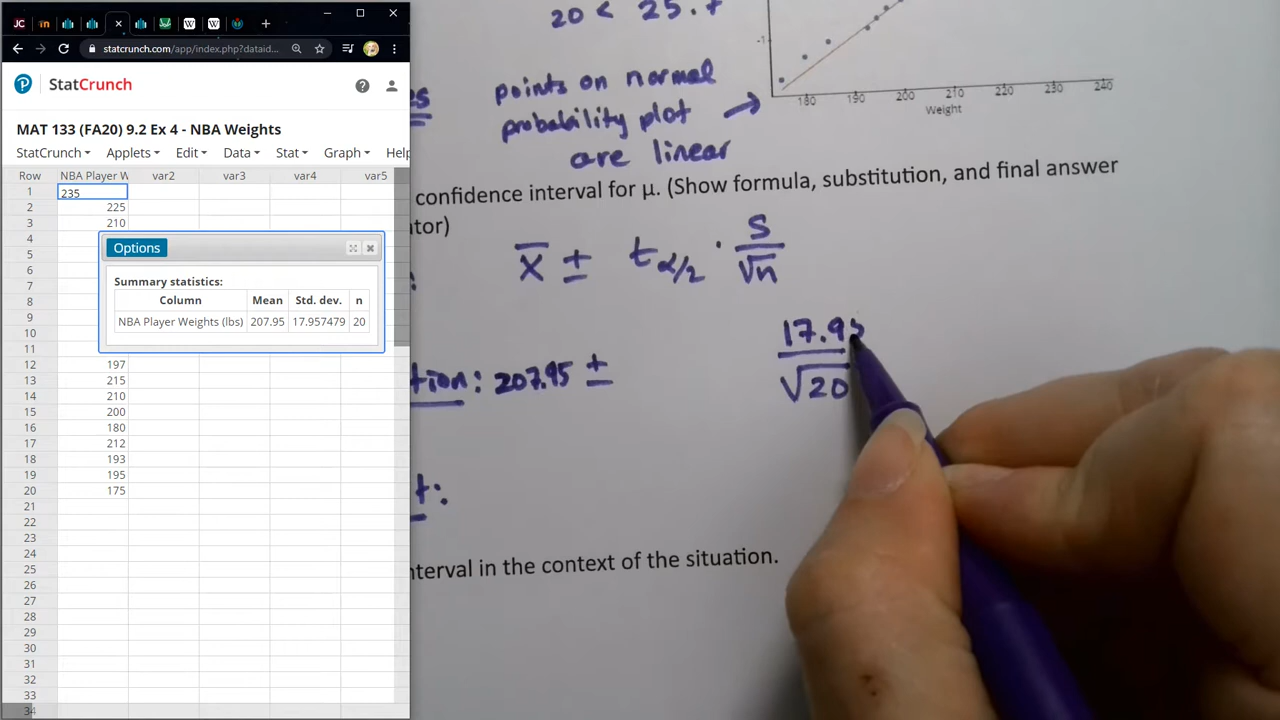 statcrunch.com/app/index.php?dataid...
StatCrunch
MAT 133 (FA20) 9.2 Ex 4 - NBA Weights
StatCrunch Applets Edit Data Stat Graph Help
Row NBA Player W var2 var3 var4 var5
1 235
2 225
3 210
4
5
6
7
8
9
10
11
12 197
13 215
14 210
15 200
16 180
17 212
18 193
19 195
20 175
21
22
23
24
25
26
27
28
29
30
31
32
33
34
Options
Summary statistics:
Column Mean Std. dev. n
NBA Player Weights (lbs) 207.95 17.957479 20
20 < 25.7
points on normal
probability plot
are linear
-1
180 190 200 210 220 230 240
Weight
confidence interval for μ. (Show formula, substitution, and final answer
ator)
x̄ ± t α/2 · s/√n
tion: 207.95 ± 17.95/√20
t:
nterval in the context of the situation.